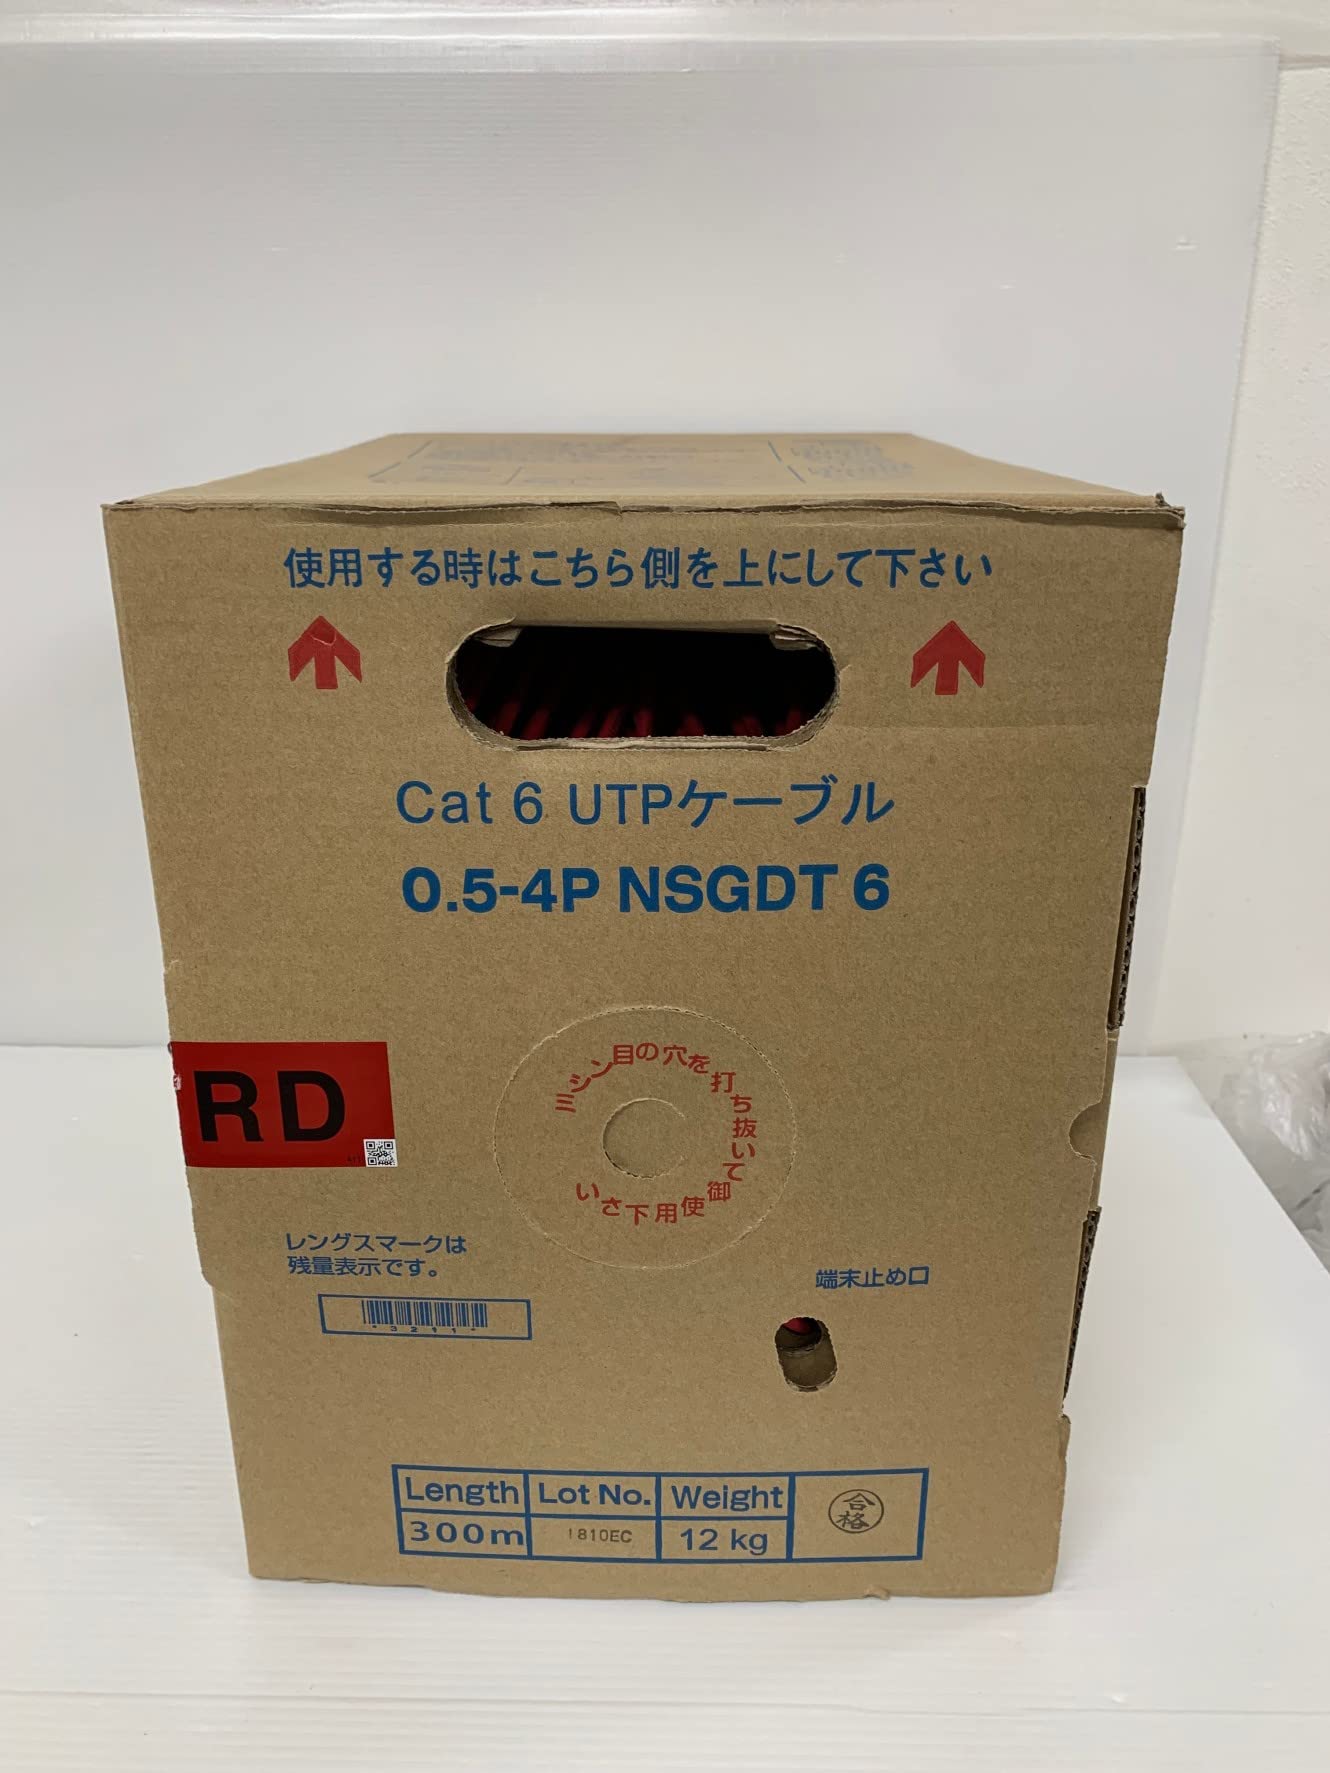 使用する時はこちら側を上にして下さい
Cat 6 UTPケーブル
0.5-4P NSGDT 6
ミシン目の穴を打ち抜いて御使用下さい
RD
レングスマークは
残量表示です。
*3211*
端末止め口
Length Lot No. Weight
300m 1810EC 12 kg
合格